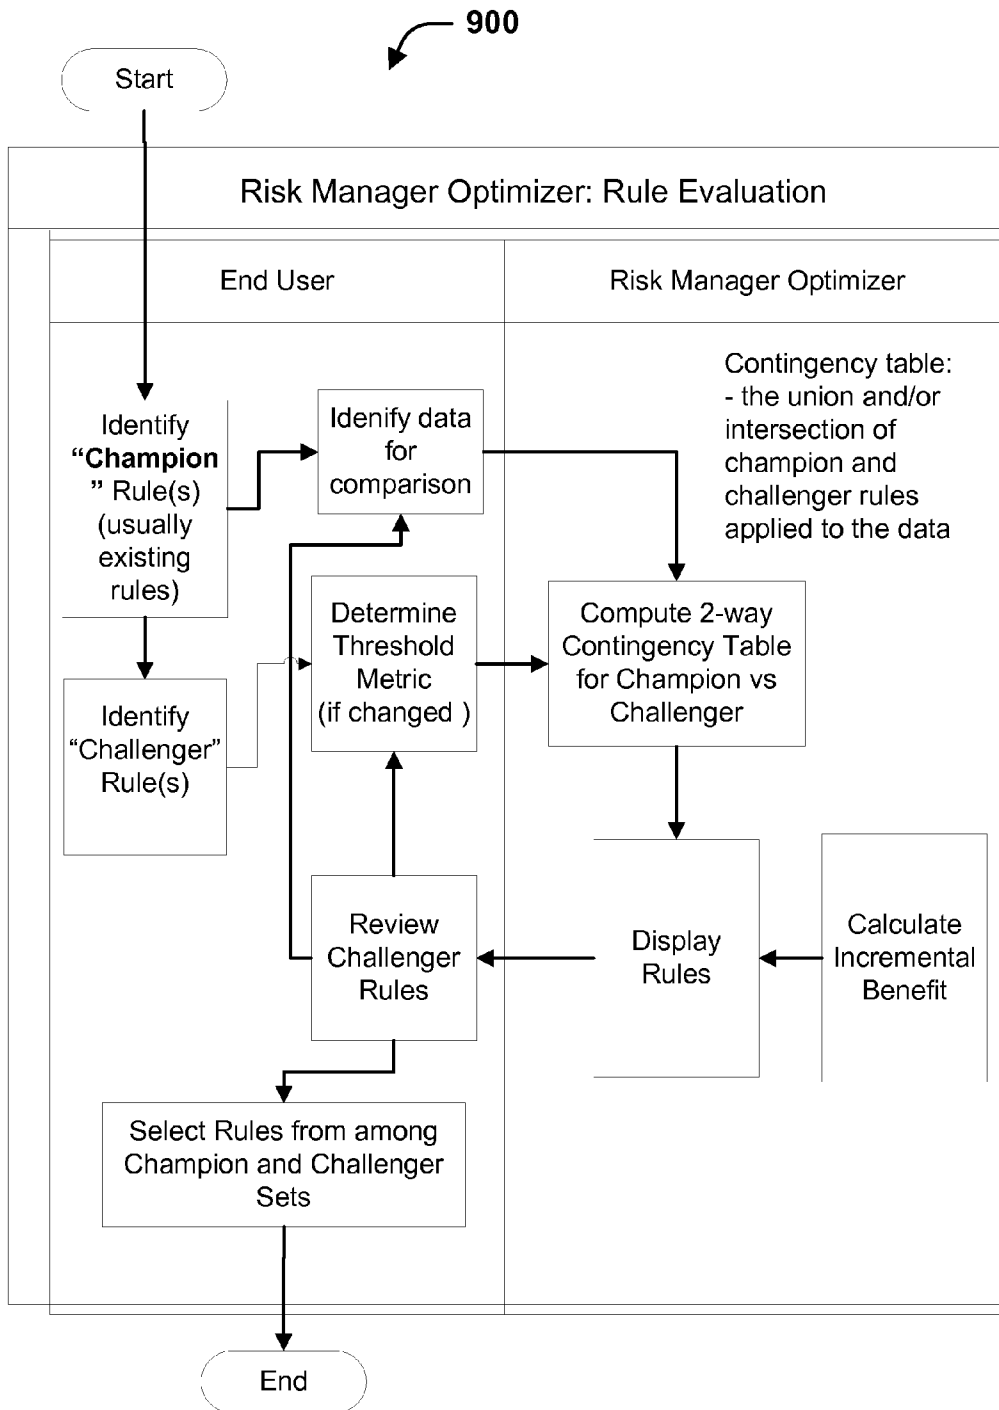 900
Start
Risk Manager Optimizer: Rule Evaluation
End User
Risk Manager Optimizer
Contingency table:
- the union and/or
intersection of
champion and
challenger rules
applied to the data
Identify
“Champion
” Rule(s)
(usually
existing
rules)
Idenify data
for
comparison
Determine
Threshold
Metric
(if changed )
Compute 2-way
Contingency Table
for Champion vs
Challenger
Identify
“Challenger”
Rule(s)
Review
Challenger
Rules
Display
Rules
Calculate
Incremental
Benefit
Select Rules from among
Champion and Challenger
Sets
End